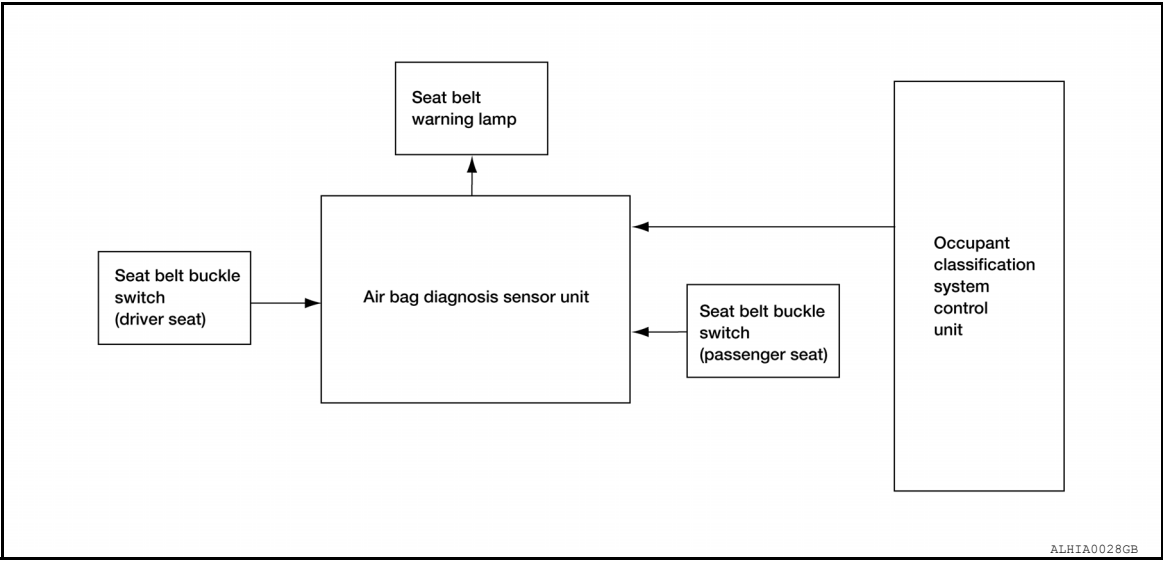 Seat belt
warning lamp
Seat belt buckle
switch
(driver seat)
Air bag diagnosis sensor unit
Seat belt buckle
switch
(passenger seat)
Occupant
classification
system
control
unit
ALHIA0028GB